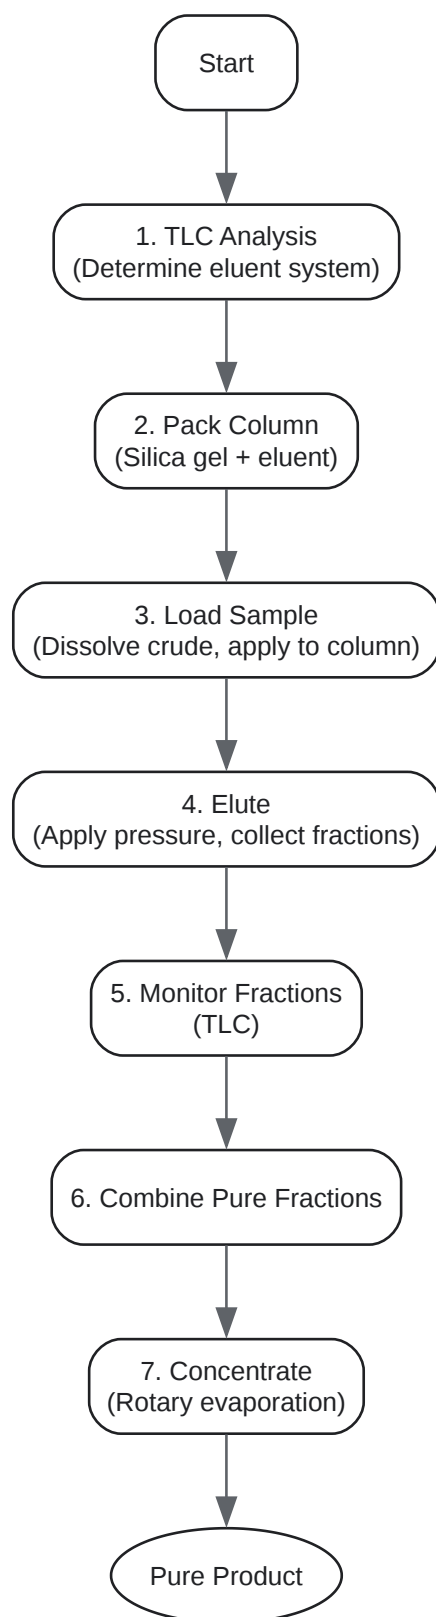 Start
1. TLC Analysis
(Determine eluent system)
2. Pack Column
(Silica gel + eluent)
3. Load Sample
(Dissolve crude, apply to column)
4. Elute
(Apply pressure, collect fractions)
5. Monitor Fractions
(TLC)
6. Combine Pure Fractions
7. Concentrate
(Rotary evaporation)
Pure Product